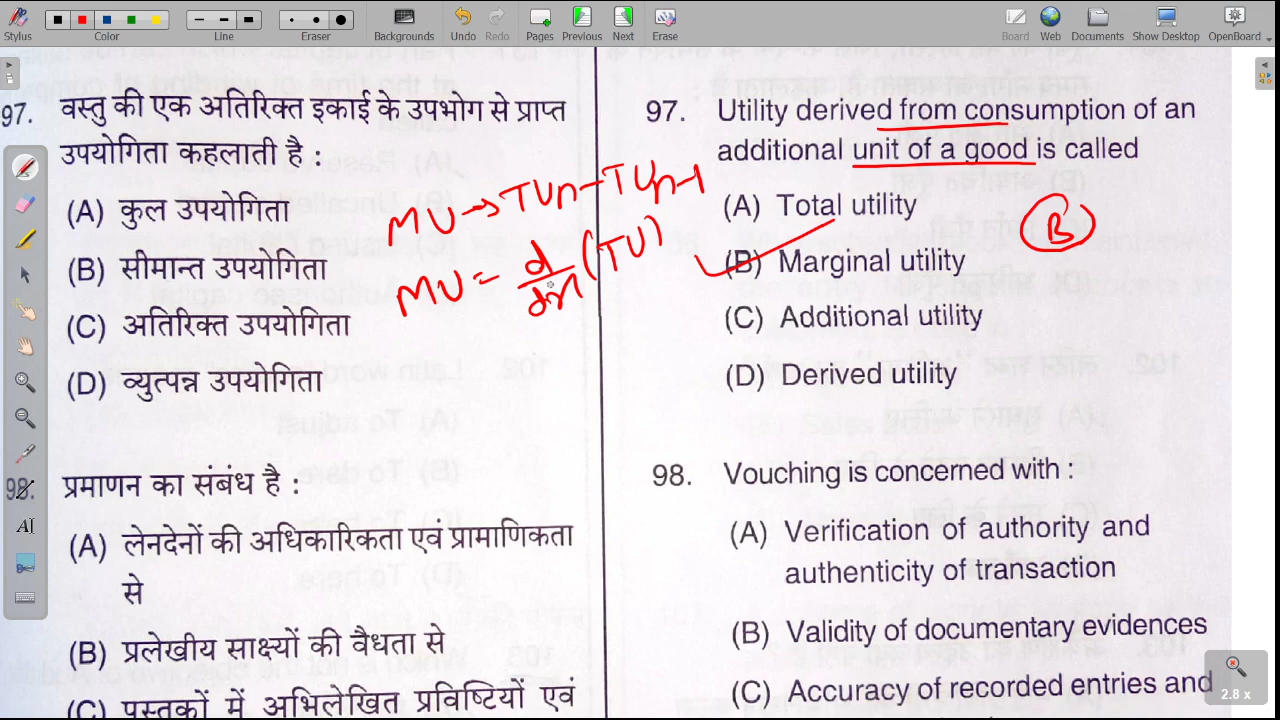 Stylus
Color
Line
Eraser
Backgrounds
Undo
Redo
Pages
Previous
Next
Erase
Board
Web
Documents
Show Desktop
OpenBoard
97. वस्तु की एक अतिरिक्त इकाई के उपभोग से प्राप्त
उपयोगिता कहलाती है :
(A) कुल उपयोगिता
(B) सीमान्त उपयोगिता
(C) अतिरिक्त उपयोगिता
(D) व्युत्पन्न उपयोगिता
MU → TUn - TUn-1
MU = d/dx (TU)
98. प्रमाणन का संबंध है :
(A) लेनदेनों की अधिकारिकता एवं प्रामाणिकता
से
(B) प्रलेखीय साक्ष्यों की वैधता से
(C) पुस्तकों में अभिलेखित प्रविष्टियों एवं
97. Utility derived from consumption of an
additional unit of a good is called
(A) Total utility
(B) Marginal utility
(C) Additional utility
(D) Derived utility
B
98. Vouching is concerned with :
(A) Verification of authority and
authenticity of transaction
(B) Validity of documentary evidences
(C) Accuracy of recorded entries and
2.8 x